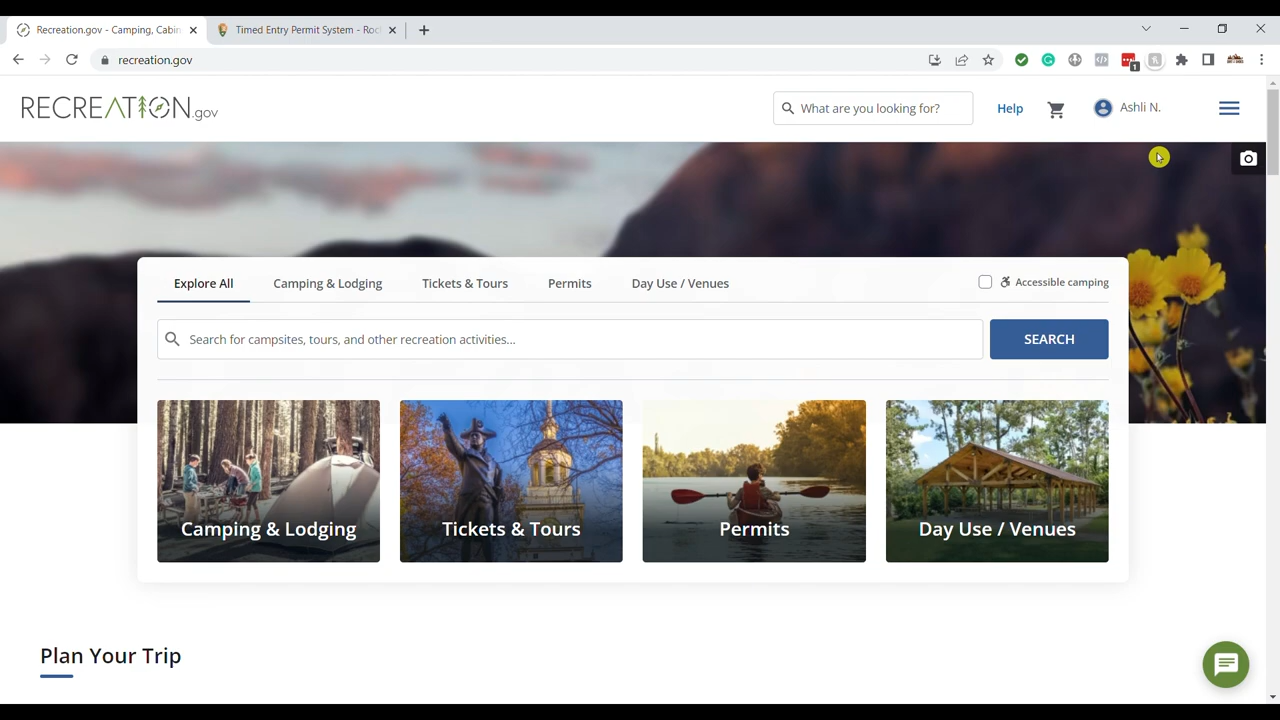 Recreation.gov - Camping, Cabin
Timed Entry Permit System - Roc
recreation.gov
1
RECREATION.gov
What are you looking for?
Help
Ashli N.
Explore All
Camping & Lodging
Tickets & Tours
Permits
Day Use / Venues
Accessible camping
Search for campsites, tours, and other recreation activities...
SEARCH
Camping & Lodging
Tickets & Tours
Permits
Day Use / Venues
Plan Your Trip